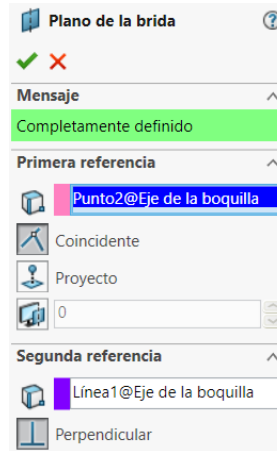 Plano de la brida
Mensaje
Completamente definido
Primera referencia
Punto2@Eje de la boquilla
Coincidente
Proyecto
0
Segunda referencia
Línea1@Eje de la boquilla
Perpendicular